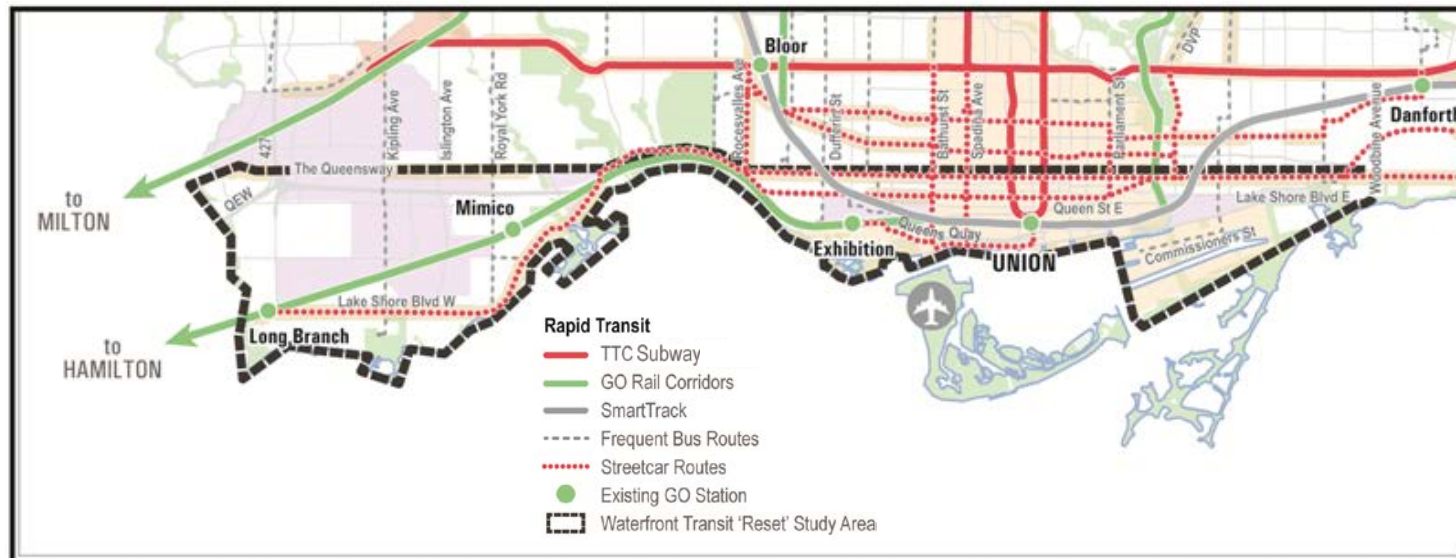 Bloor
DVP
Rocesvalles Ave
Dufferin St
Bathurst St
Spadina Ave
Parliament St
Woodbine Avenue
Danforth
427
Kipling Ave
Islington Ave
Royal York Rd
The Queensway
QEW
to
MILTON
Mimico
Exhibition
Queens Quay
UNION
Queen St E
Lake Shore Blvd E
Commissioners St
Lake Shore Blvd W
Long Branch
to
HAMILTON
Rapid Transit
TTC Subway
GO Rail Corridors
SmartTrack
Frequent Bus Routes
Streetcar Routes
Existing GO Station
Waterfront Transit 'Reset' Study Area